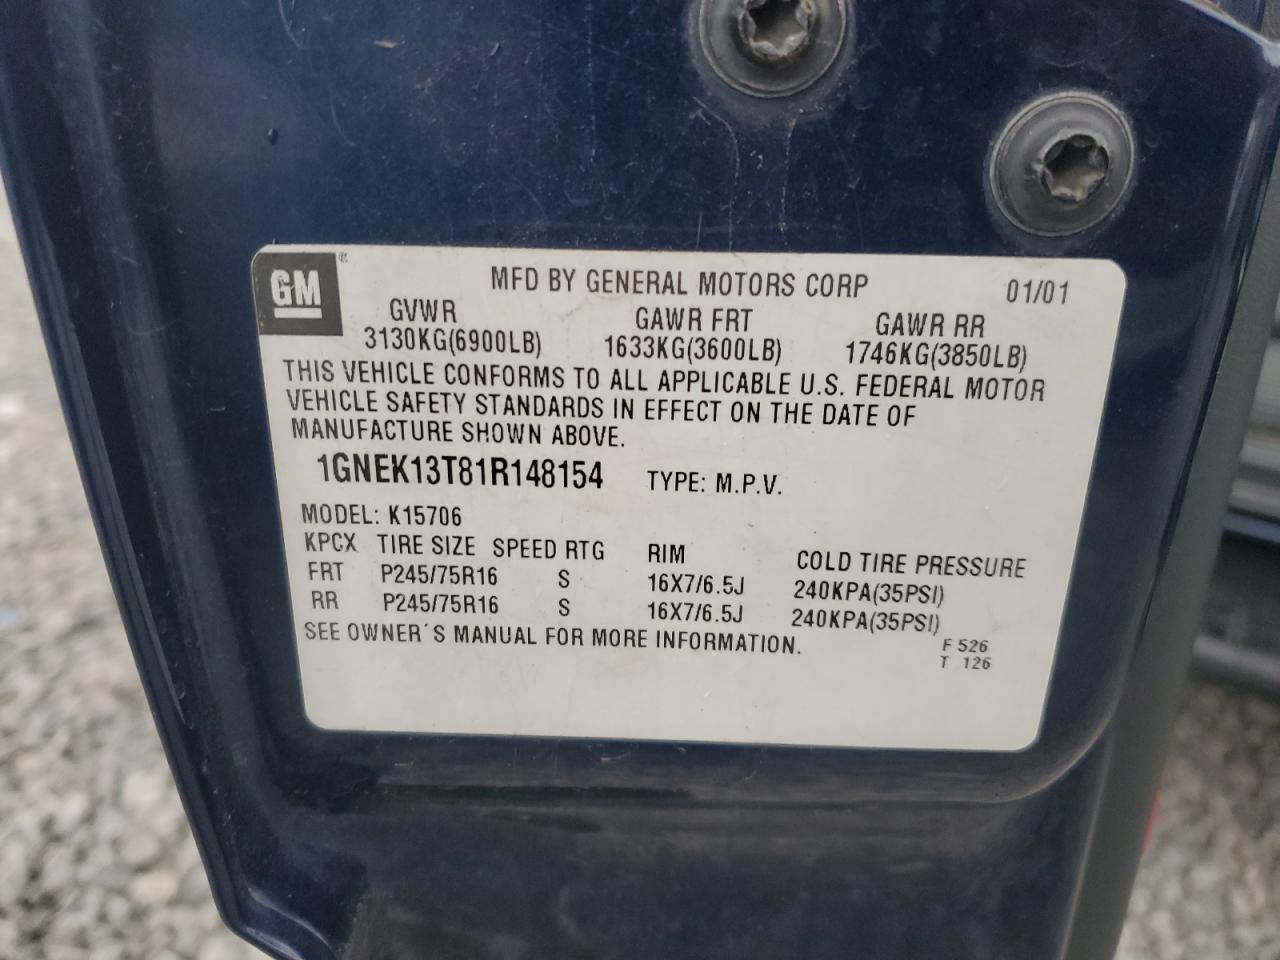 GM®
MFD BY GENERAL MOTORS CORP 01/01
GVWR GAWR FRT GAWR RR
3130KG(6900LB) 1633KG(3600LB) 1746KG(3850LB)
THIS VEHICLE CONFORMS TO ALL APPLICABLE U.S. FEDERAL MOTOR
VEHICLE SAFETY STANDARDS IN EFFECT ON THE DATE OF
MANUFACTURE SHOWN ABOVE.
1GNEK13T81R148154 TYPE: M.P.V.
MODEL: K15706
KPCX TIRE SIZE SPEED RTG RIM COLD TIRE PRESSURE
FRT P245/75R16 S 16X7/6.5J 240KPA(35PSI)
RR P245/75R16 S 16X7/6.5J 240KPA(35PSI)
SEE OWNER´S MANUAL FOR MORE INFORMATION.
F 526
T 126